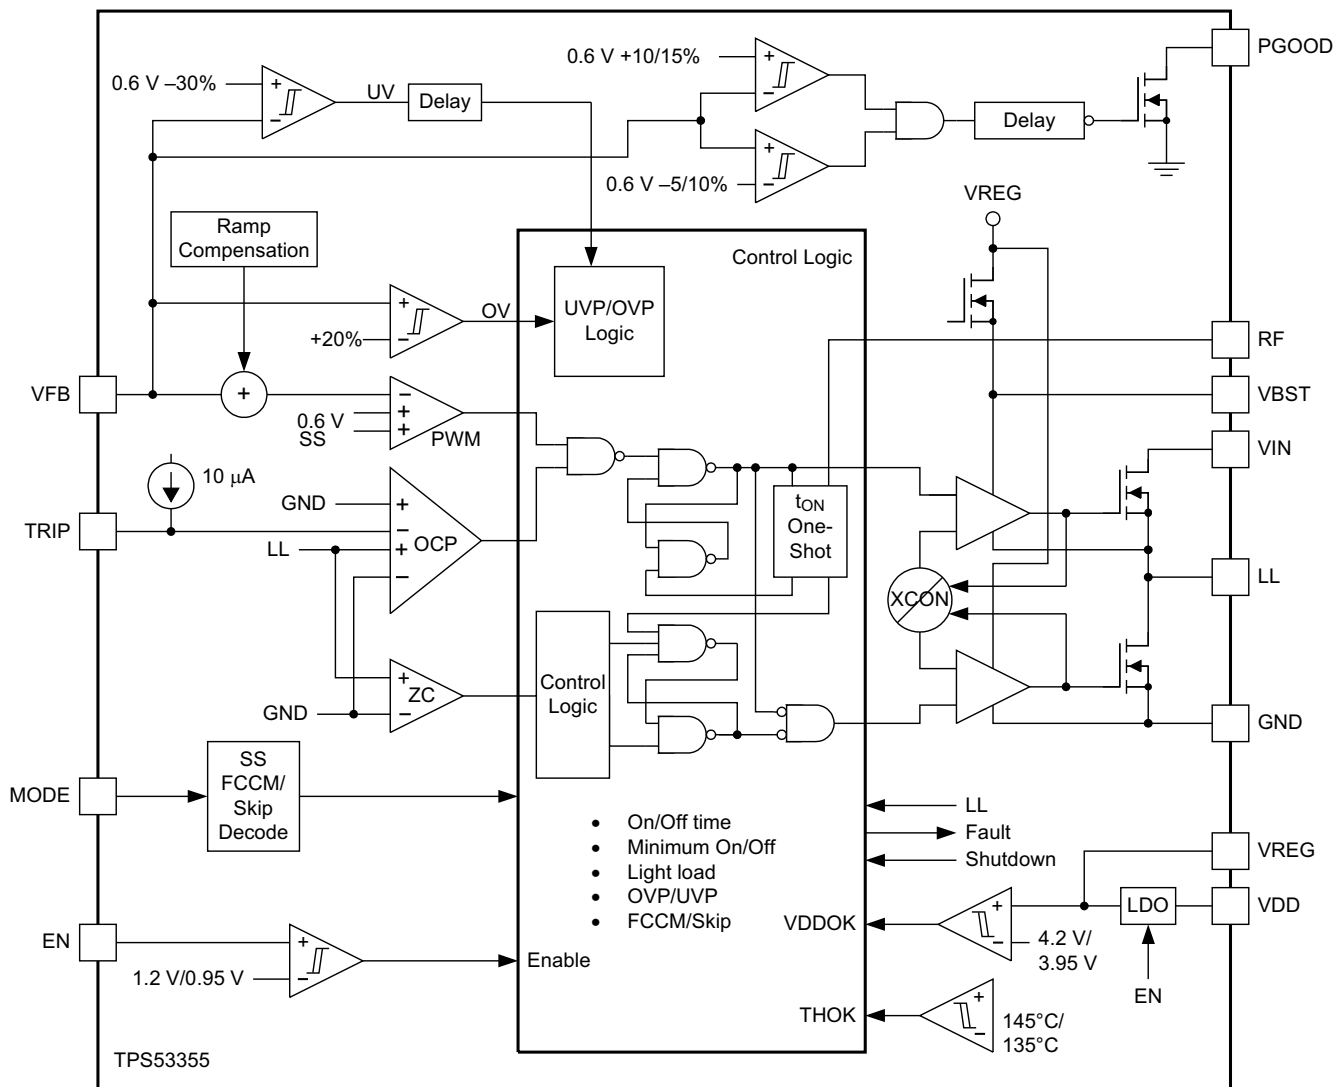 PGOOD
0.6 V +10/15%
0.6 V –30%
+
−
UV
Delay
+
−
Delay
+
−
0.6 V –5/10%
VREG
Ramp
Compensation
Control Logic
UVP/OVP
Logic
+
−
OV
+20%
RF
VFB
+
−
+
+
0.6 V
SS
PWM
VBST
VIN
10 µA
GND
+
−
+
−
OCP
TRIP
LL
tON
One-
Shot
XCON
LL
+
−
ZC
GND
Control
Logic
GND
MODE
SS
FCCM/
Skip
Decode
• On/Off time
• Minimum On/Off
• Light load
• OVP/UVP
• FCCM/Skip
LL
Fault
Shutdown
VREG
VDDOK
+
−
4.2 V/
3.95 V
LDO
VDD
EN
EN
+
−
1.2 V/0.95 V
Enable
THOK
+
−
145°C/
135°C
TPS53355